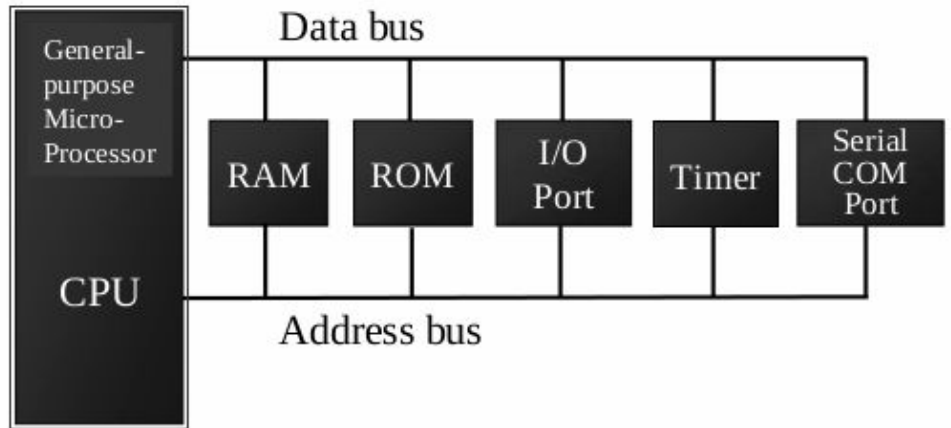 Data bus
General-
purpose
Micro-
Processor
CPU
RAM
ROM
I/O
Port
Timer
Serial
COM
Port
Address bus